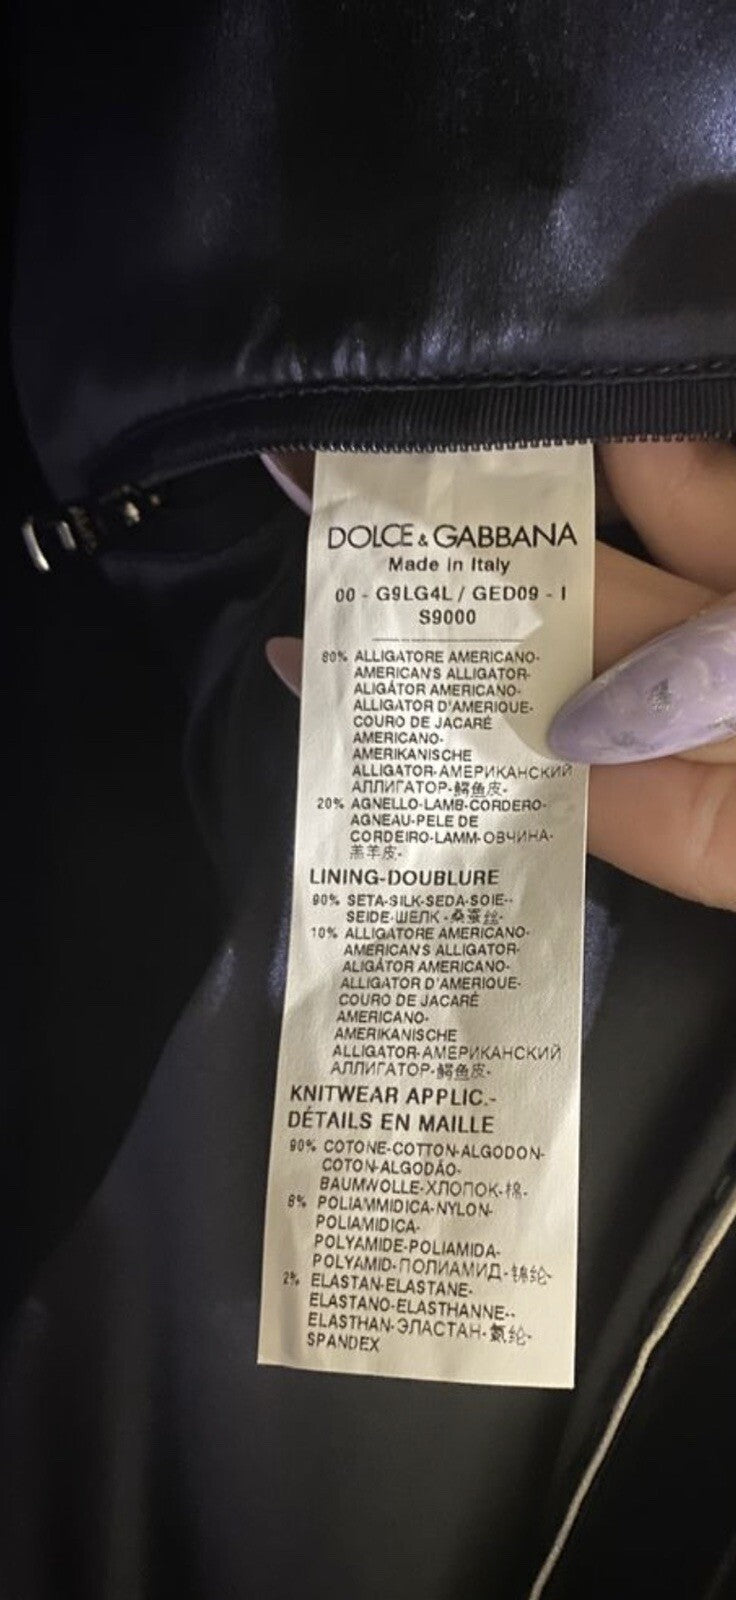 DOLCE & GABBANA
Made in Italy
00 - G9LG4L / GED09 - I
S9000
80% ALLIGATORE AMERICANO-
AMERICAN'S ALLIGATOR-
ALIGÁTOR AMERICANO-
ALLIGATOR D'AMERIQUE-
COURO DE JACARÉ
AMERICANO-
AMERIKANISCHE
ALLIGATOR-АМЕРИКАНСКИЙ
АЛЛИГАТОР-鳄鱼皮-
20% AGNELLO-LAMB-CORDERO-
AGNEAU-PELE DE
CORDEIRO-LAMM-ОВЧИНА-
羔羊皮-
LINING-DOUBLURE
90% SETA-SILK-SEDA-SOIE--
SEIDE-ШЕЛК-桑蚕丝-
10% ALLIGATORE AMERICANO-
AMERICAN'S ALLIGATOR-
ALIGÁTOR AMERICANO-
ALLIGATOR D'AMERIQUE-
COURO DE JACARÉ
AMERICANO-
AMERIKANISCHE
ALLIGATOR-АМЕРИКАНСКИЙ
АЛЛИГАТОР-鳄鱼皮-
KNITWEAR APPLIC.-
DÉTAILS EN MAILLE
90% COTONE-COTTON-ALGODON-
COTON-ALGODÃO-
BAUMWOLLE-ХЛОПОК-棉-
8% POLIAMMIDICA-NYLON-
POLIAMIDICA-
POLYAMIDE-POLIAMIDA-
POLYAMID-ПОЛИАМИД-锦纶-
2% ELASTAN-ELASTANE-
ELASTANO-ELASTHANNE--
ELASTHAN-ЭЛАСТАН-氨纶-
SPANDEX